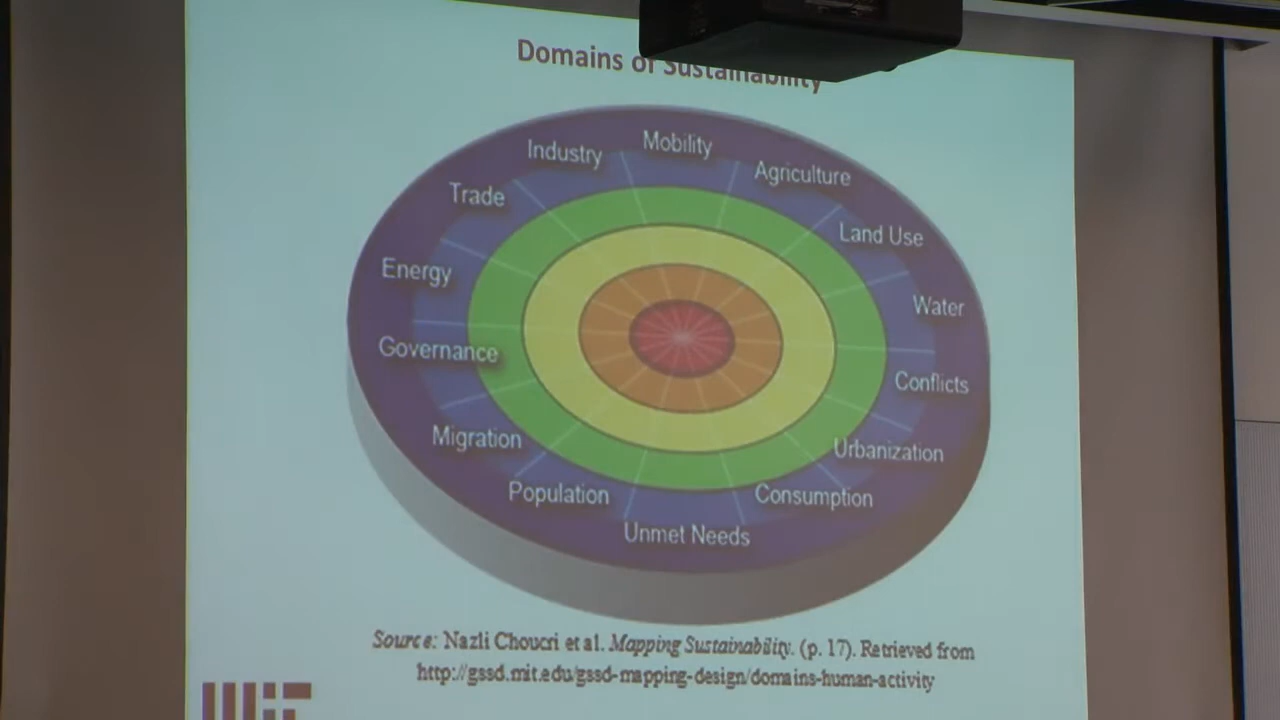 Domains of Sustainability
Mobility
Industry
Agriculture
Trade
Land Use
Energy
Water
Governance
Conflicts
Migration
Urbanization
Population
Consumption
Unmet Needs
Source: Nazli Choucri et al. Mapping Sustainability. (p. 17). Retrieved from
http://gssd.mit.edu/gssd-mapping-design/domains-human-activity